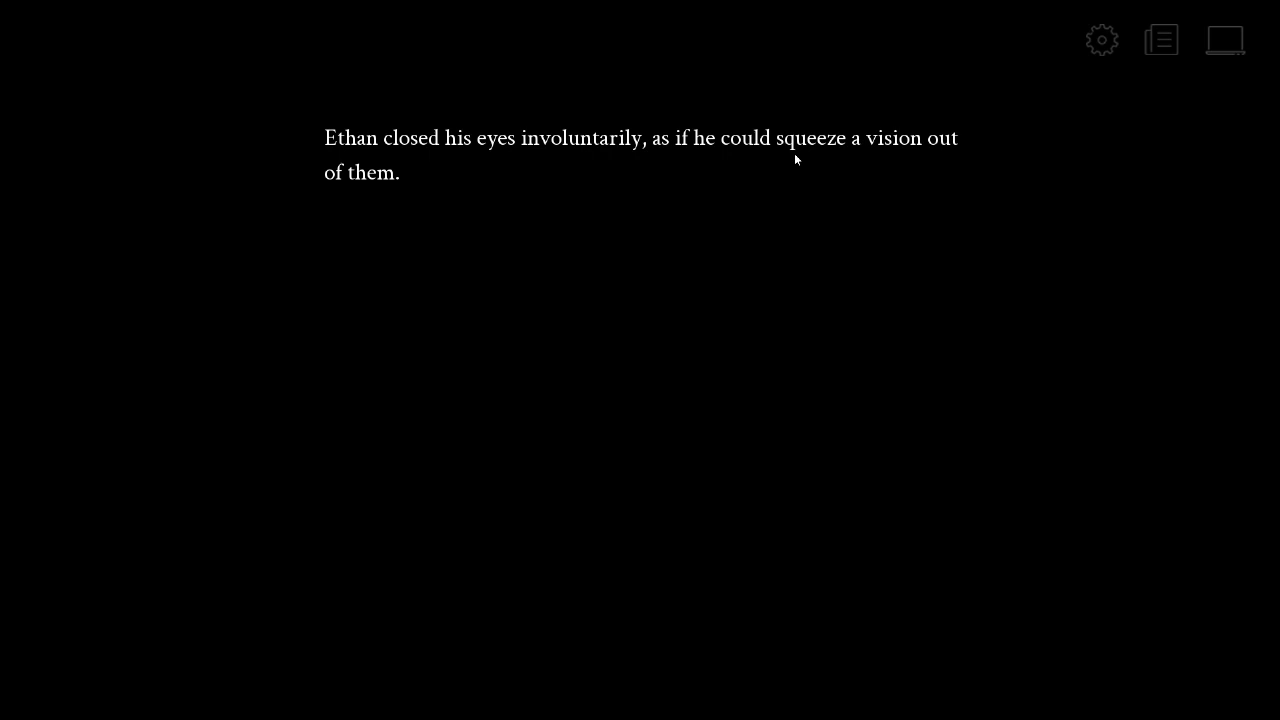 Ethan closed his eyes involuntarily, as if he could squeeze a vision out
of them.